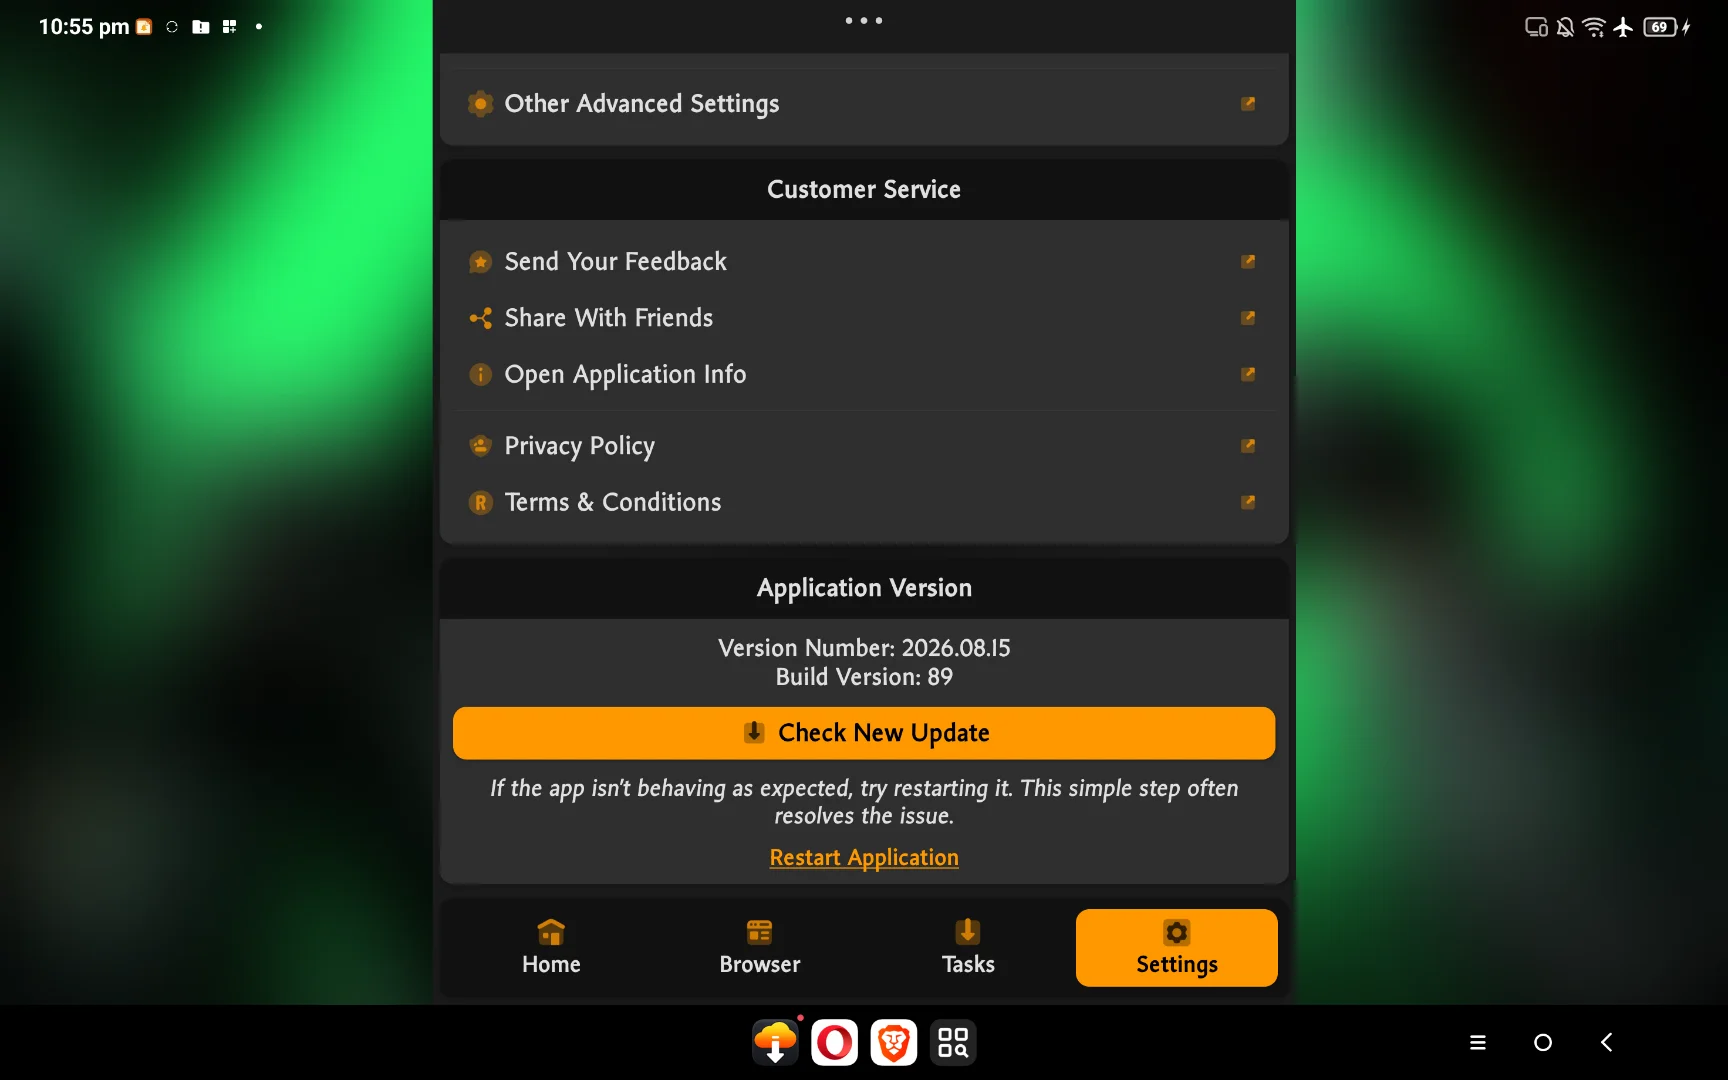 10:55 pm
69
Other Advanced Settings
Customer Service
Send Your Feedback
Share With Friends
Open Application Info
Privacy Policy
R
Terms & Conditions
Application Version
Version Number: 2026.08.15
Build Version: 89
Check New Update
If the app isn't behaving as expected, try restarting it. This simple step often
resolves the issue.
Restart Application
Home
Browser
Tasks
Settings